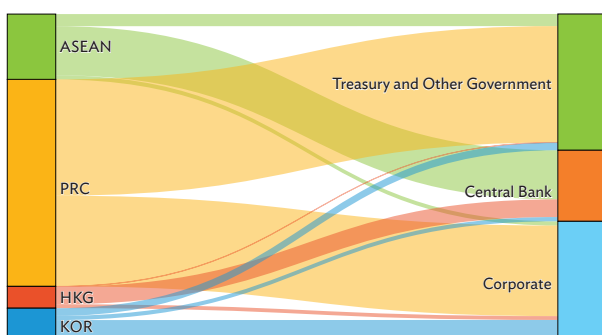 ASEAN
Treasury and Other Government
PRC
Central Bank
Corporate
HKG
KOR